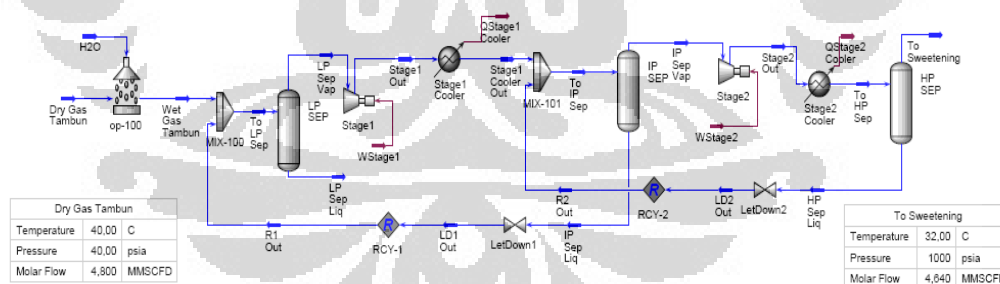 H2O
Dry Gas
Tambun
op-100
Wet
Gas
Tambun
MIX-100
To
LP
Sep
LP
SEP
LP
Sep
Vap
LP
Sep
Liq
Stage1
WStage1
Stage1
Out
QStage1
Cooler
Stage1
Cooler
Stage1
Cooler
Out
MIX-101
To
IP
Sep
IP
SEP
IP
Sep
Vap
Stage2
WStage2
Stage2
Out
QStage2
Cooler
Stage2
Cooler
To
HP
Sep
To
Sweetening
HP
SEP
HP
Sep
Liq
LetDown2
LD2
Out
RCY-2
R2
Out
IP
Sep
Liq
LetDown1
LD1
Out
RCY-1
R1
Out
Dry Gas Tambun
Temperature 40,00 C
Pressure 40,00 psia
Molar Flow 4,800 MMSCFD
To Sweetening
Temperature 32,00 C
Pressure 1000 psia
Molar Flow 4,640 MMSCFD